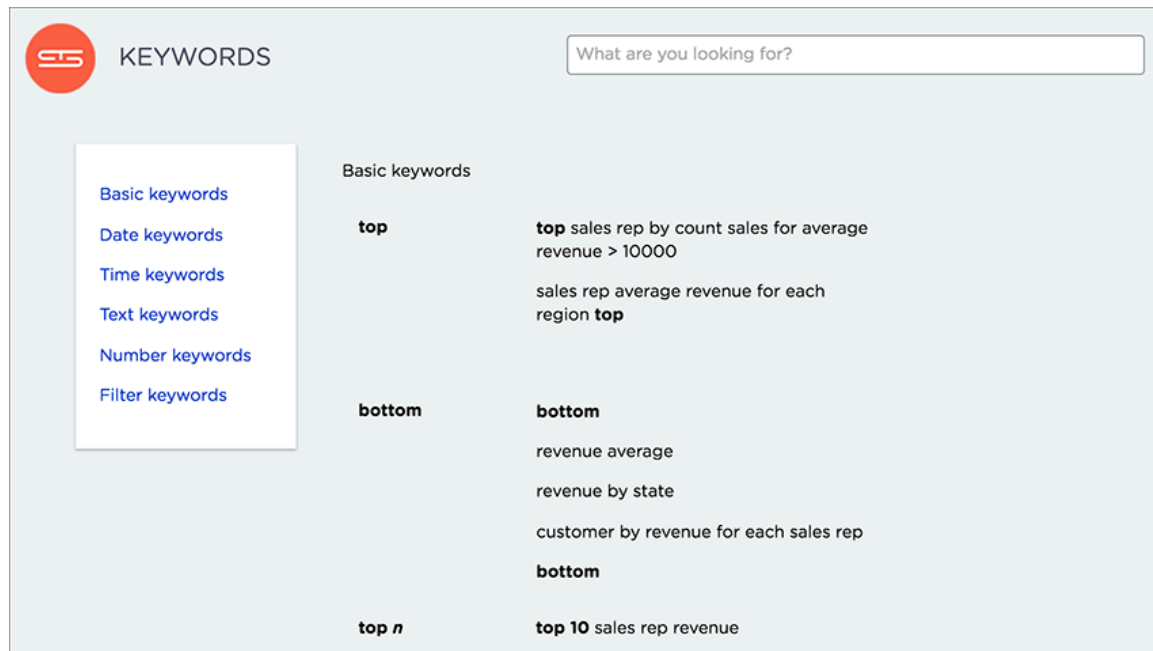 KEYWORDS
What are you looking for?
Basic keywords
Date keywords
Time keywords
Text keywords
Number keywords
Filter keywords
Basic keywords
top
top sales rep by count sales for average
revenue > 10000
sales rep average revenue for each
region top
bottom
bottom
revenue average
revenue by state
customer by revenue for each sales rep
bottom
top n
top 10 sales rep revenue